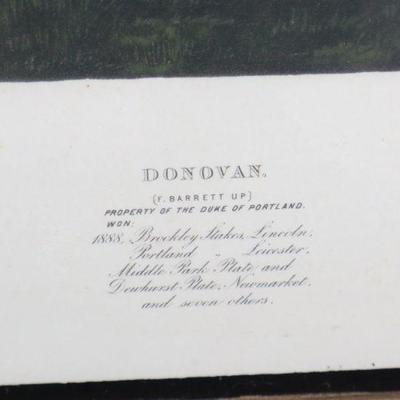 DONOVAN.
(F. BARRETT UP)
PROPERTY OF THE DUKE OF PORTLAND.
WON:
1888, Brockley Stakes, Lincoln,
Portland " Leicester,
Middle Park Plate and
Dewhurst Plate, Newmarket,
and seven others.